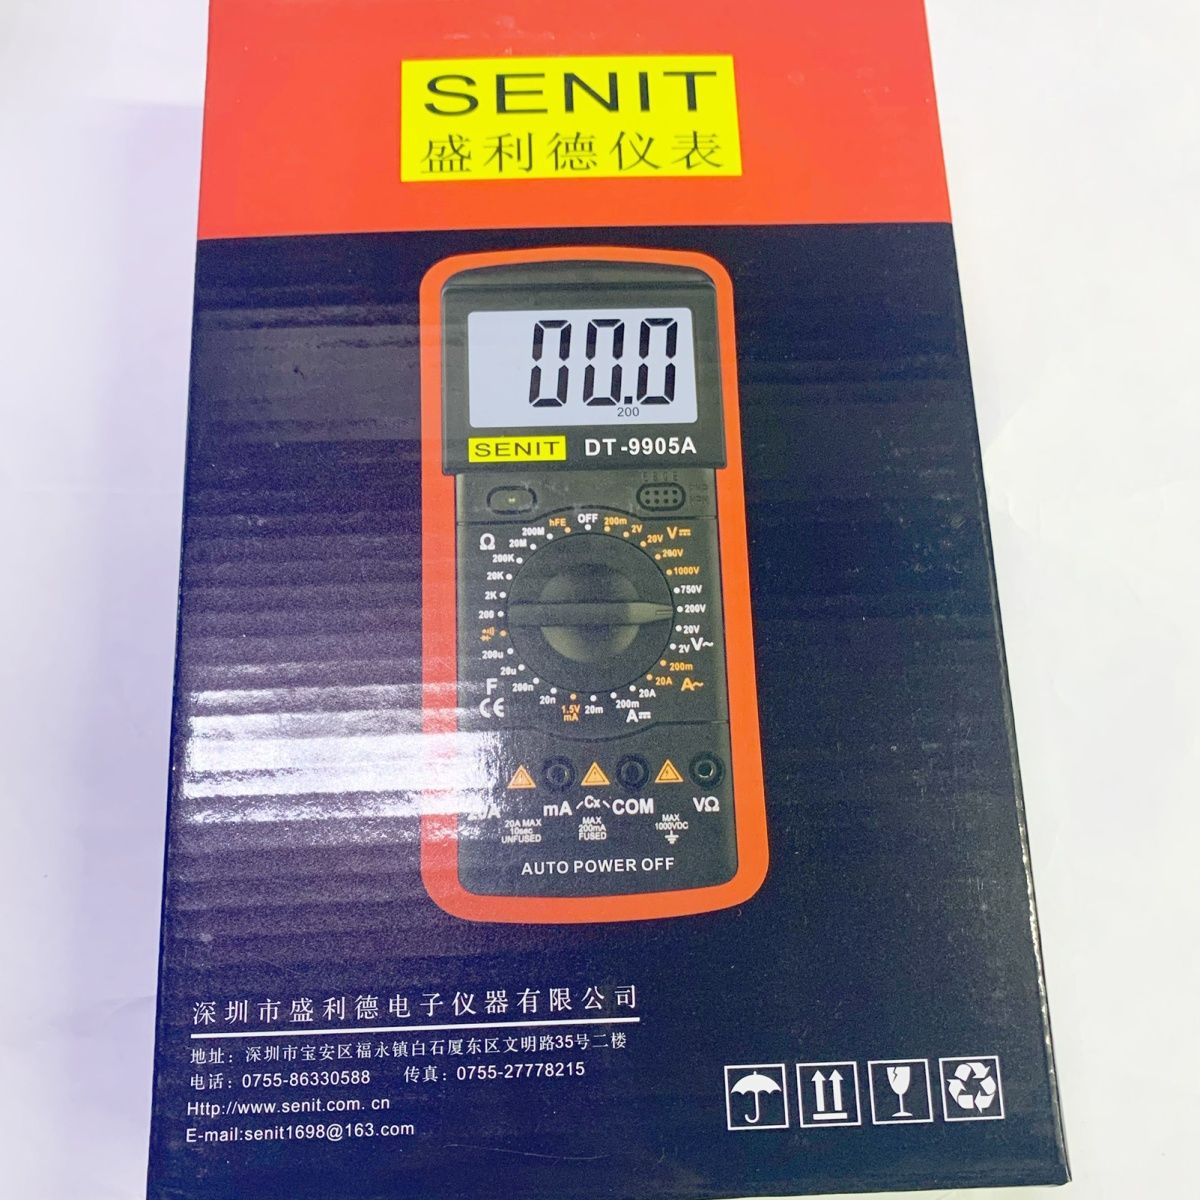 SENIT
盛利德仪表
00.0
200
SENIT DT-9905A
hFE OFF 200m
200M 2V
Ω 20M 20V V⎓
200K 200V
20K 1000V
2K 750V
200 200V
20V
200u 2V V~
20u 200m
F 200n 20A A~
CE 20n 1.5V mA 20m 200m 20A
A⎓
20A mA Cx COM VΩ
20A MAX
10sec
UNFUSED
MAX
200mA
FUSED
MAX
1000VDC
AUTO POWER OFF
深圳市盛利德电子仪器有限公司
地址：深圳市宝安区福永镇白石厦东区文明路35号二楼
电话：0755-86330588 传真：0755-27778215
Http://www.senit.com. cn
E-mail:senit1698@163.com